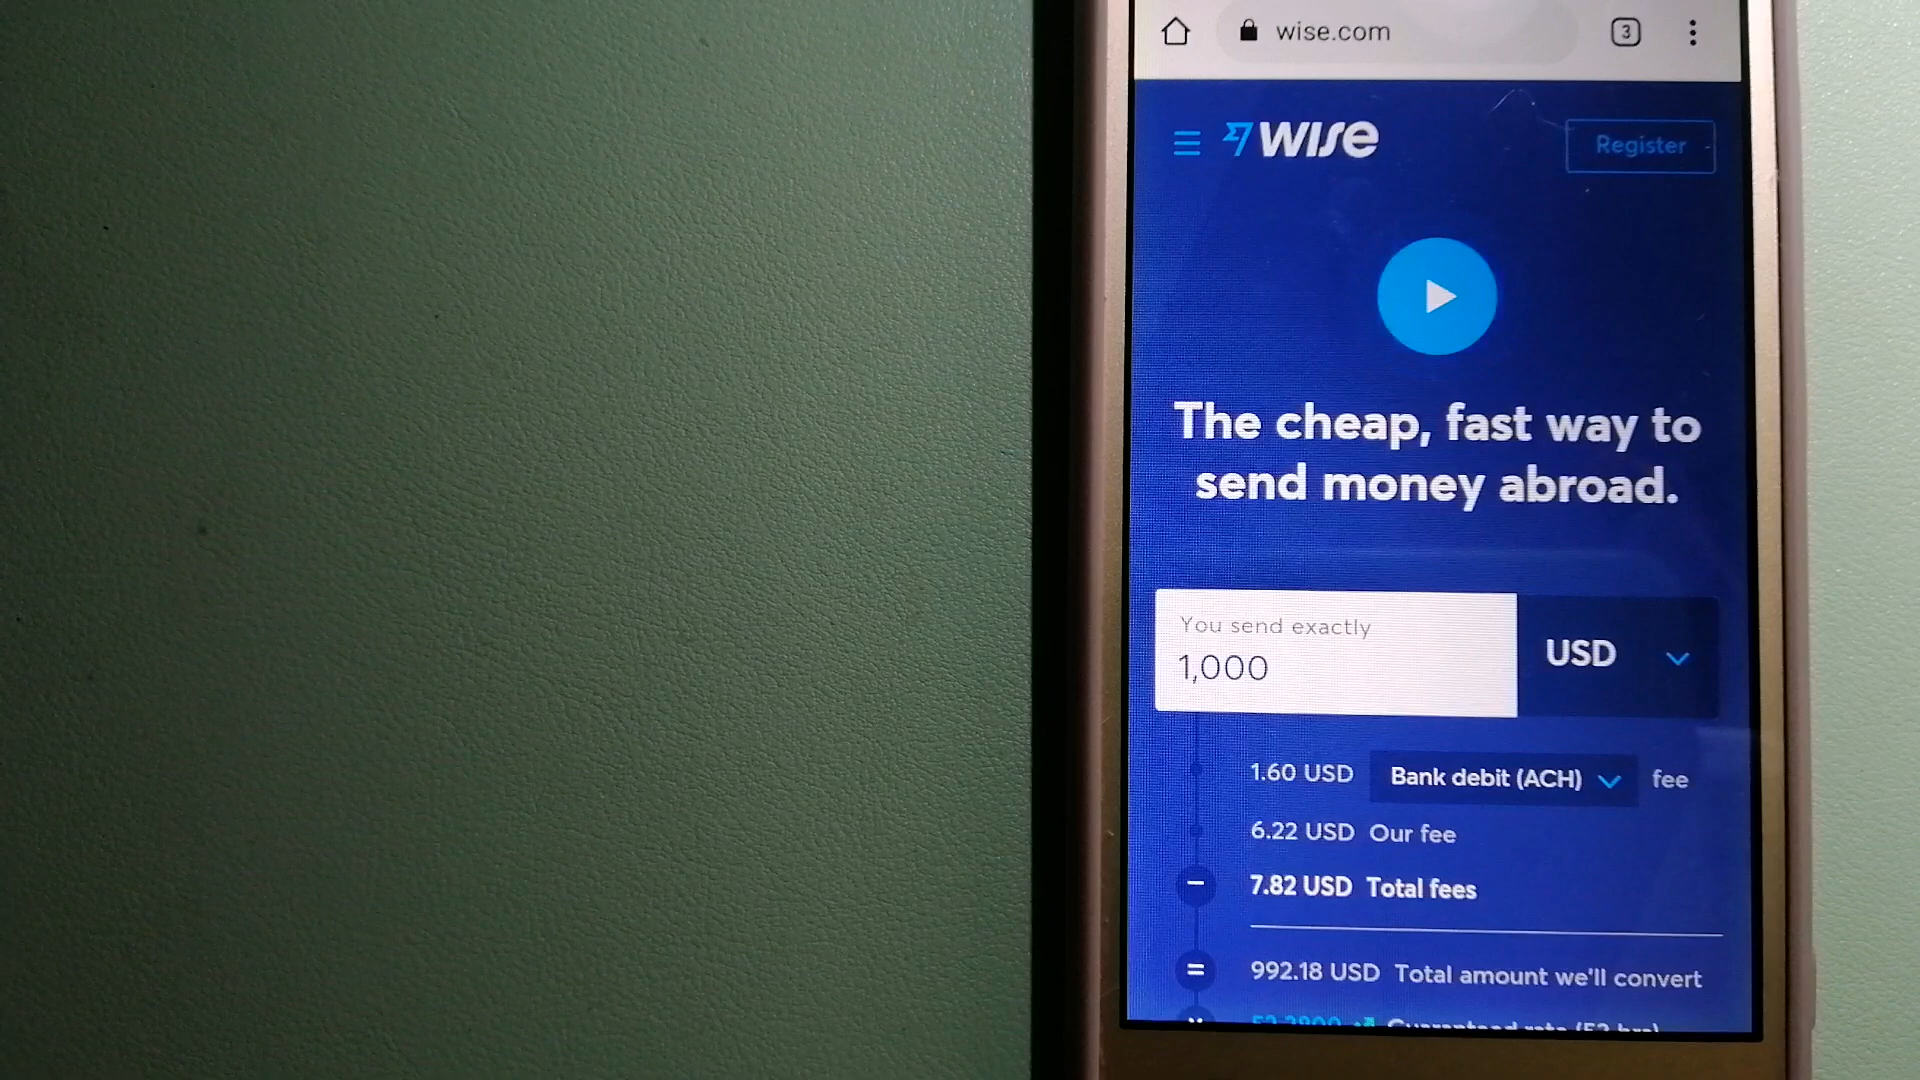 wise.com
3
wise
Register
The cheap, fast way to
send money abroad.
You send exactly
1,000
USD
1.60 USD Bank debit (ACH) fee
6.22 USD Our fee
7.82 USD Total fees
992.18 USD Total amount we'll convert
Guaranteed rate